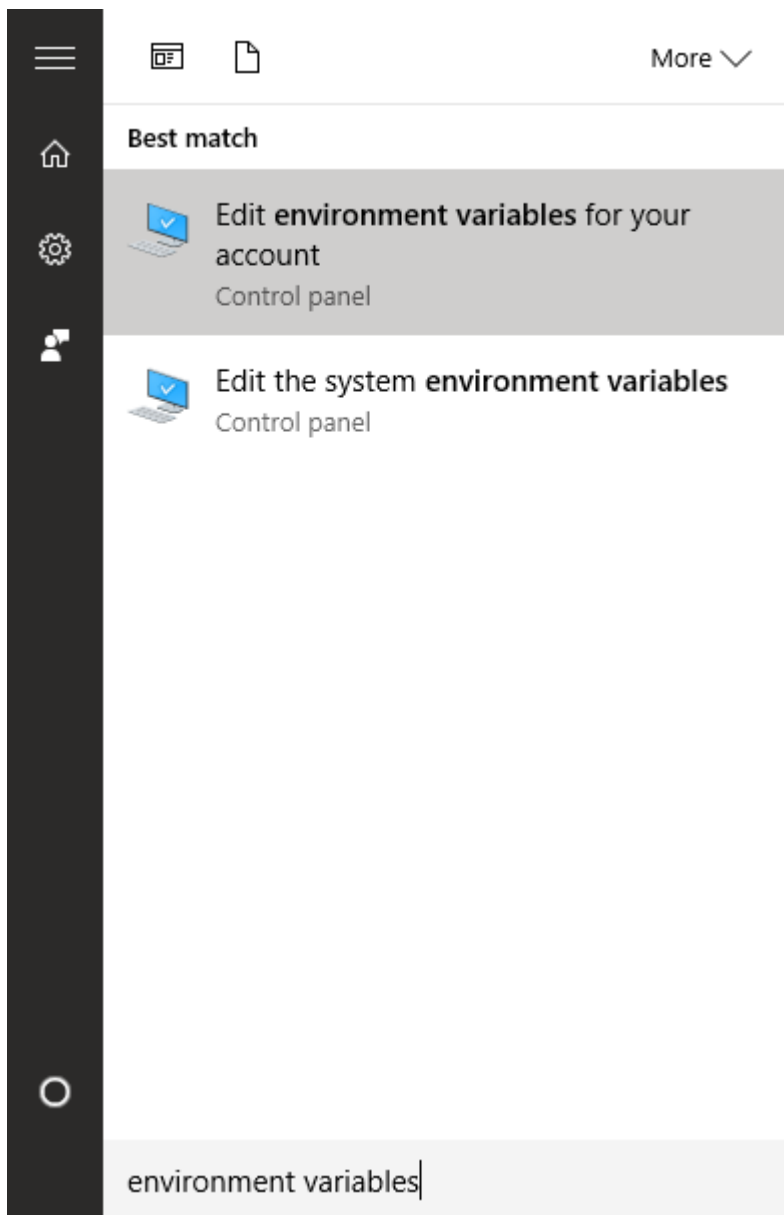 More
Best match
Edit environment variables for your
account
Control panel
Edit the system environment variables
Control panel
environment variables